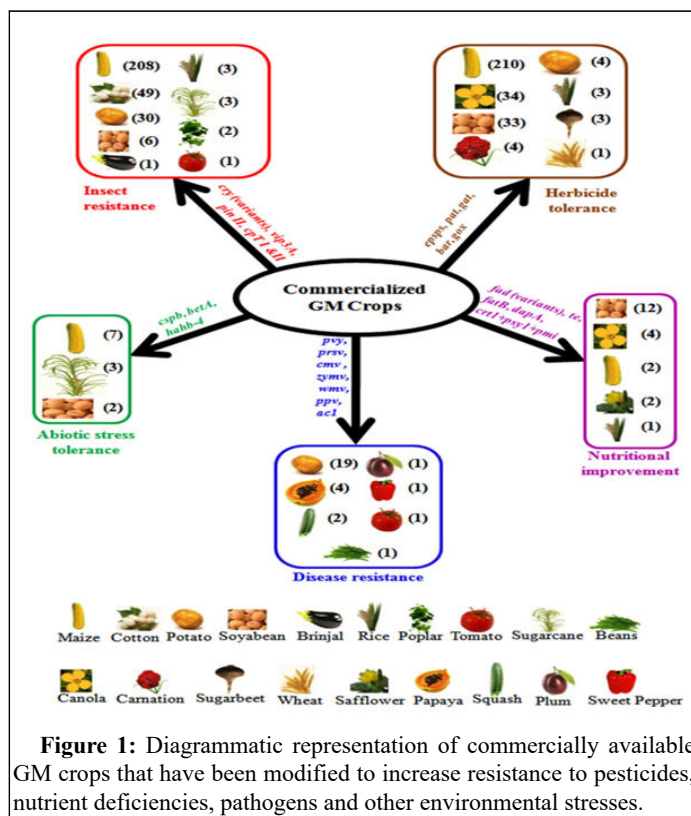 (208)
(3)
(49)
(3)
(30)
(6)
(2)
(1)
(1)
Insect
resistance
(210)
(4)
(34)
(3)
(33)
(3)
(4)
(1)
Herbicide
tolerance
cry (variants), vip3A,
pin II, cpT I &II
epsps, pat,gat,
bar,gox
Commercialized
GM Crops
cspb, betA,
hahb-4
fad (variants), te,
fatB, dapA,
crt1+psy1+pmi
pvy,
prsv,
cmv ,
zymv,
wmv,
ppv,
ac1
(7)
(3)
(2)
Abiotic stress
tolerance
(12)
(4)
(2)
(2)
(1)
Nutritional
improvement
(19)
(1)
(4)
(1)
(2)
(1)
(1)
Disease resistance
Maize Cotton Potato Soyabean Brinjal Rice Poplar Tomato Sugarcane Beans
Canola Carnation Sugarbeet Wheat Safflower Papaya Squash Plum Sweet Pepper
Figure 1: Diagrammatic representation of commercially available
GM crops that have been modified to increase resistance to pesticides,
nutrient deficiencies, pathogens and other environmental stresses.